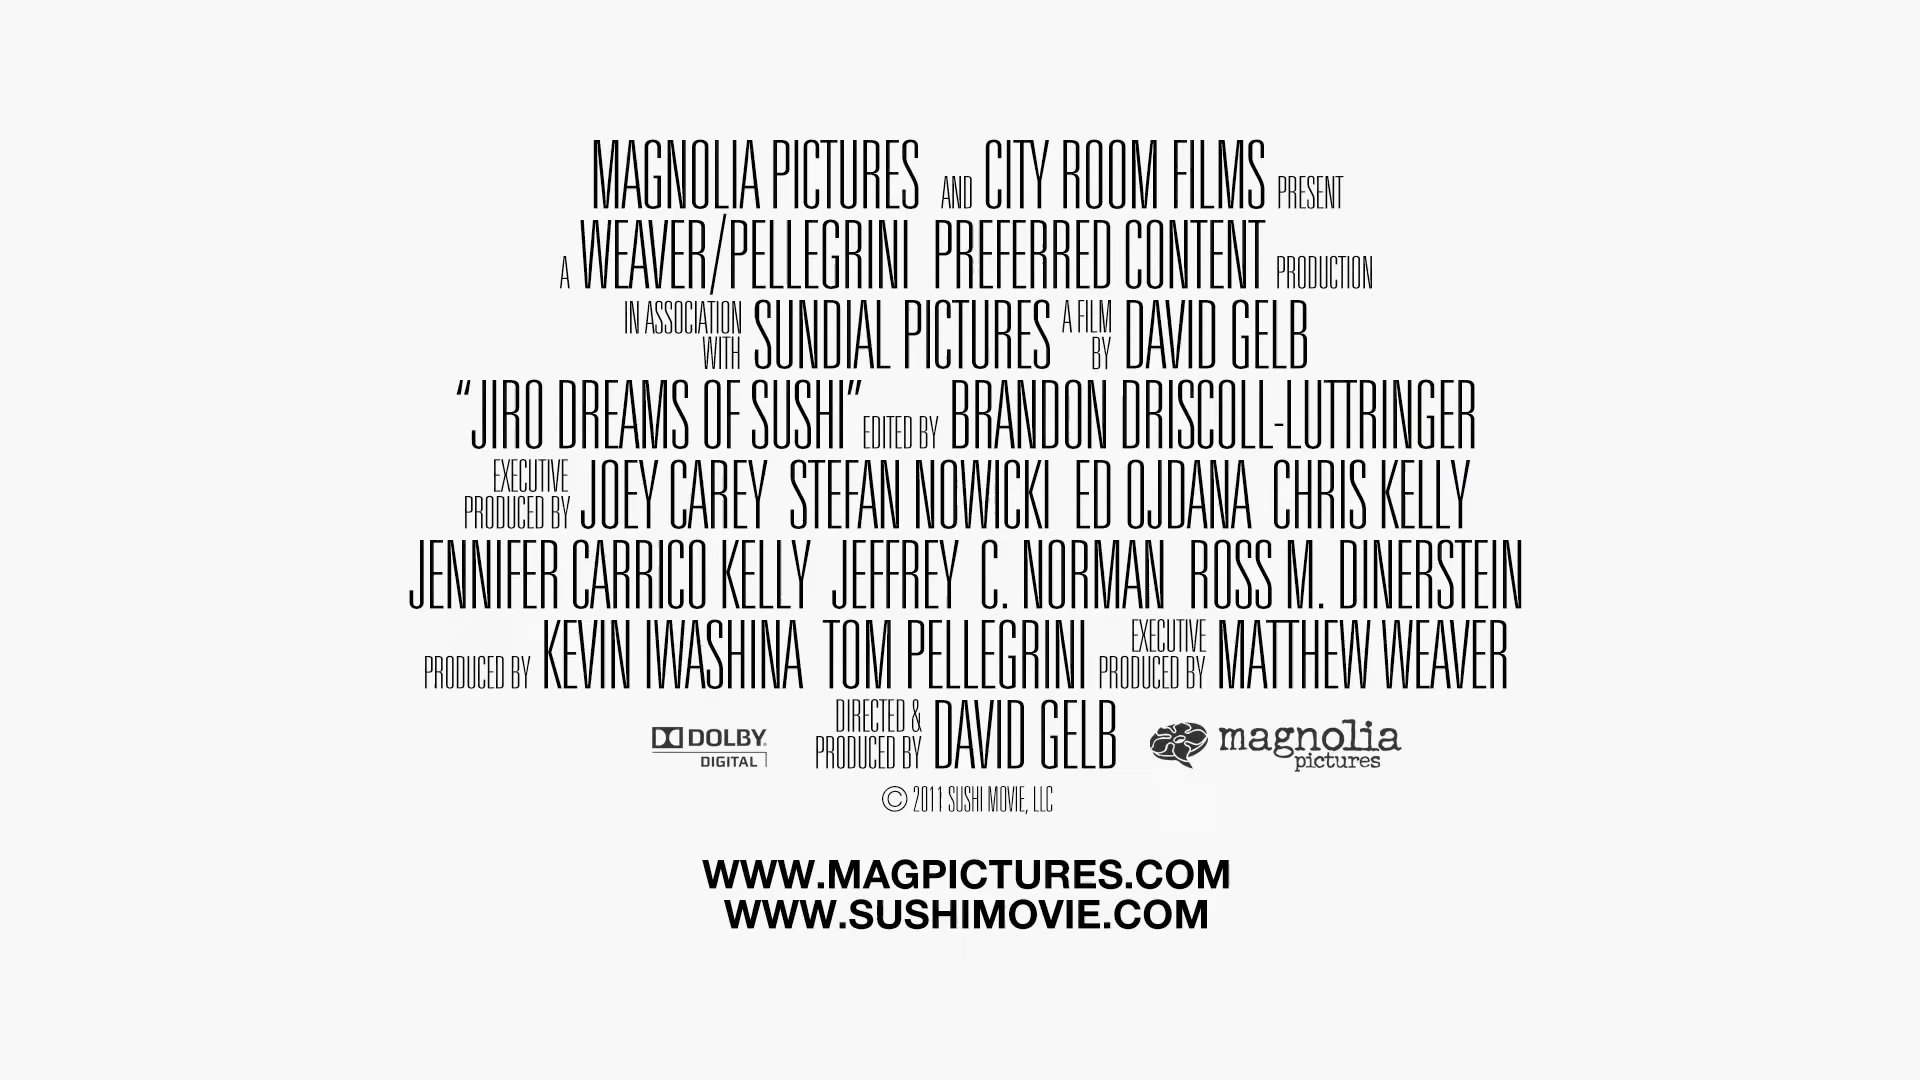 MAGNOLIA PICTURES AND CITY ROOM FILMS PRESENT
A WEAVER/PELLEGRINI PREFERRED CONTENT PRODUCTION
IN ASSOCIATION WITH SUNDIAL PICTURES A FILM BY DAVID GELB
“JIRO DREAMS OF SUSHI” EDITED BY BRANDON DRISCOLL-LUTTRINGER
EXECUTIVE PRODUCED BY JOEY CAREY STEFAN NOWICKI ED OJDANA CHRIS KELLY
JENNIFER CARRICO KELLY JEFFREY C. NORMAN ROSS M. DINERSTEIN
PRODUCED BY KEVIN IWASHINA TOM PELLEGRINI EXECUTIVE PRODUCED BY MATTHEW WEAVER
DOLBY DIGITAL DIRECTED & PRODUCED BY DAVID GELB magnolia pictures
© 2011 SUSHI MOVIE, LLC
WWW.MAGPICTURES.COM
WWW.SUSHIMOVIE.COM